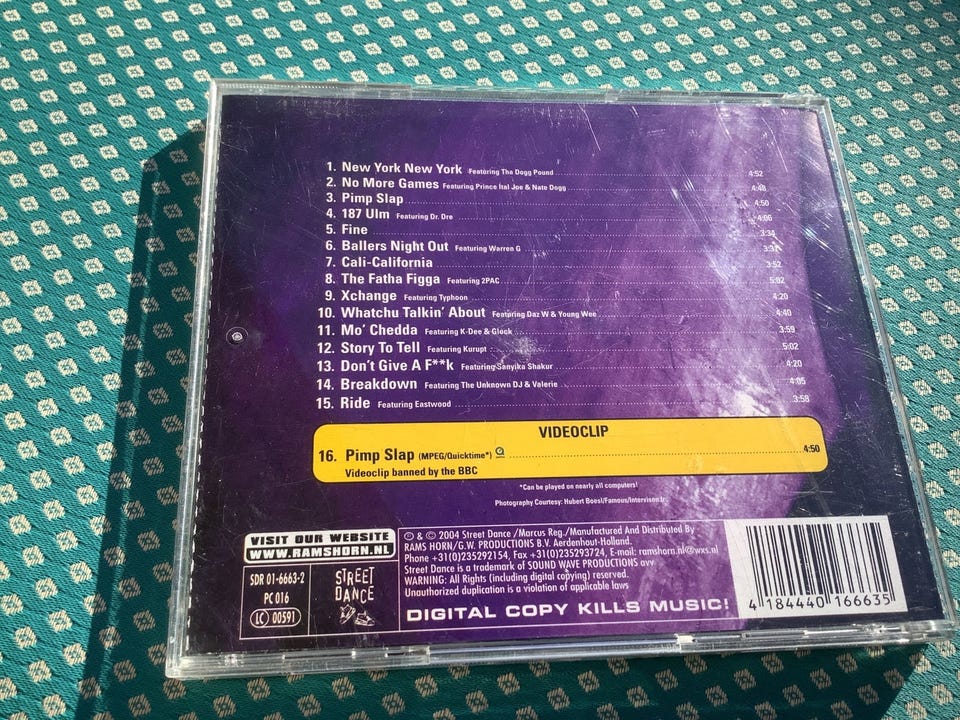 1. New York New York Featuring Tha Dogg Pound 4:52
2. No More Games Featuring Prince Ital Joe & Nate Dogg 4:48
3. Pimp Slap 4:50
4. 187 Ulm Featuring Dr. Dre 4:06
5. Fine 3:34
6. Ballers Night Out Featuring Warren G 3:31
7. Cali-California 3:52
8. The Fatha Figga Featuring 2PAC 5:02
9. Xchange Featuring Typhoon 4:20
10. Whatchu Talkin' About Featuring Daz W & Young Wee 4:40
11. Mo' Chedda Featuring K-Dee & Glock 3:59
12. Story To Tell Featuring Kurupt 5:02
13. Don't Give A F**k Featuring Sanyika Shakur 4:20
14. Breakdown Featuring The Unknown DJ & Valerie 4:05
15. Ride Featuring Eastwood 3:58
VIDEOCLIP
16. Pimp Slap (MPEG/Quicktime*) 4:50
Videoclip banned by the BBC
*Can be played on nearly all computers!
Photography Courtesy: Hubert Boesl/Famous/Intervison Ir.
VISIT OUR WEBSITE
WWW.RAMSHORN.NL
SDR 01-6663-2
PC 016
LC 00591
STREET
DANCE
℗ & © 2004 Street Dance /Marcus Reg./Manufactured And Distributed By
RAMS HORN/G.W. PRODUCTIONS B.V. Aerdenhout-Holland.
Phone +31(0)235292154, Fax +31(0)235293724, E-mail: ramshorn.nl@wxs.nl
Street Dance is a trademark of SOUND WAVE PRODUCTIONS avv
WARNING: All Rights (including digital copying) reserved.
Unauthorized duplication is a violation of applicable laws
DIGITAL COPY KILLS MUSIC!
4 184440 166635